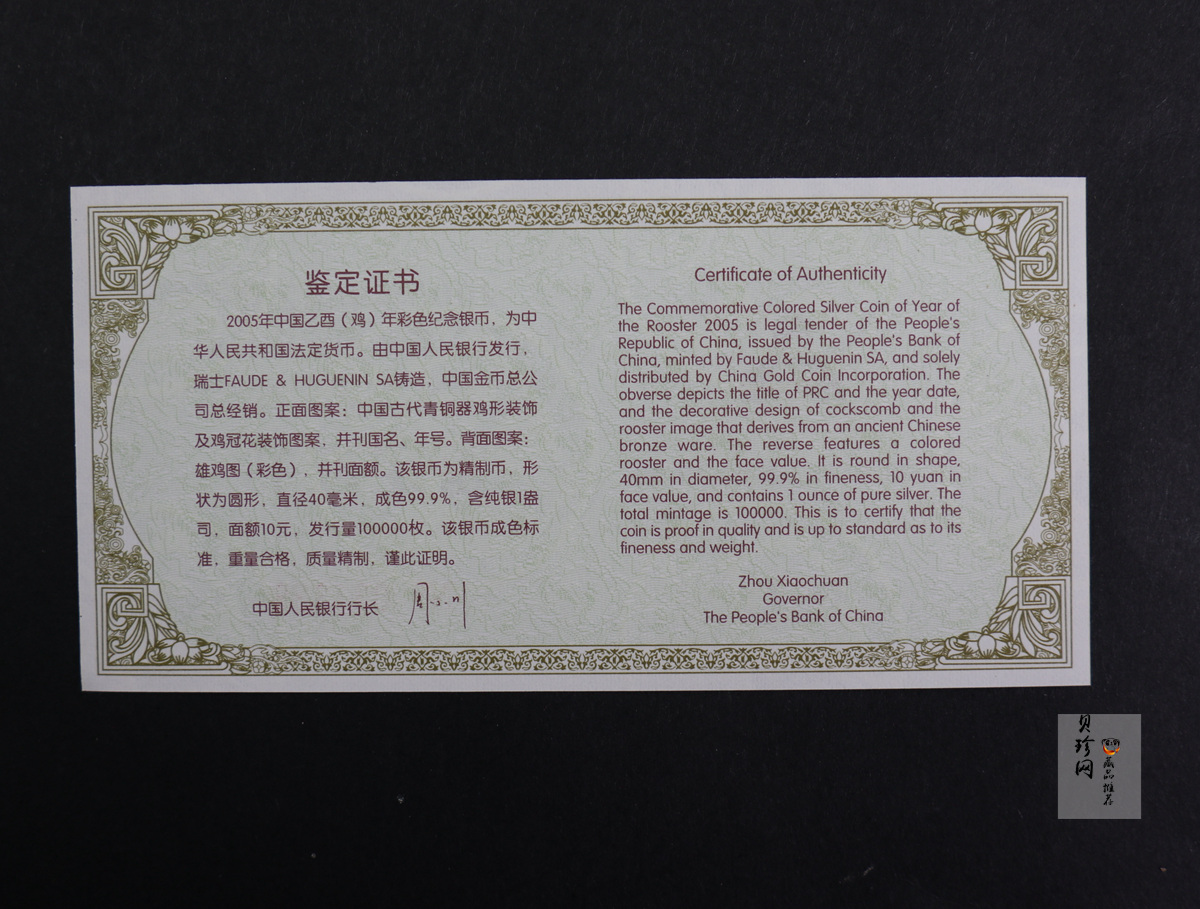 鉴定证书
2005年中国乙酉（鸡）年彩色纪念银币，为中
华人民共和国法定货币。由中国人民银行发行，
瑞士FAUDE & HUGUENIN SA铸造，中国金币总公
司总经销。正面图案：中国古代青铜器鸡形装饰
及鸡冠花装饰图案，并刊国名、年号。背面图案：
雄鸡图（彩色），并刊面额。该银币为精制币，形
状为圆形，直径40毫米，成色99.9%，含纯银1盎
司，面额10元，发行量100000枚。该银币成色标
准，重量合格，质量精制，谨此证明。
中国人民银行行长
Certificate of Authenticity
The Commemorative Colored Silver Coin of Year of
the Rooster 2005 is legal tender of the People's
Republic of China, issued by the People's Bank of
China, minted by Faude & Huguenin SA, and solely
distributed by China Gold Coin Incorporation. The
obverse depicts the title of PRC and the year date,
and the decorative design of cockscomb and the
rooster image that derives from an ancient Chinese
bronze ware. The reverse features a colored
rooster and the face value. It is round in shape,
40mm in diameter, 99.9% in fineness, 10 yuan in
face value, and contains 1 ounce of pure silver. The
total mintage is 100000. This is to certify that the
coin is proof in quality and is up to standard as to its
fineness and weight.
Zhou Xiaochuan
Governor
The People's Bank of China
贝珍网
藏品推荐